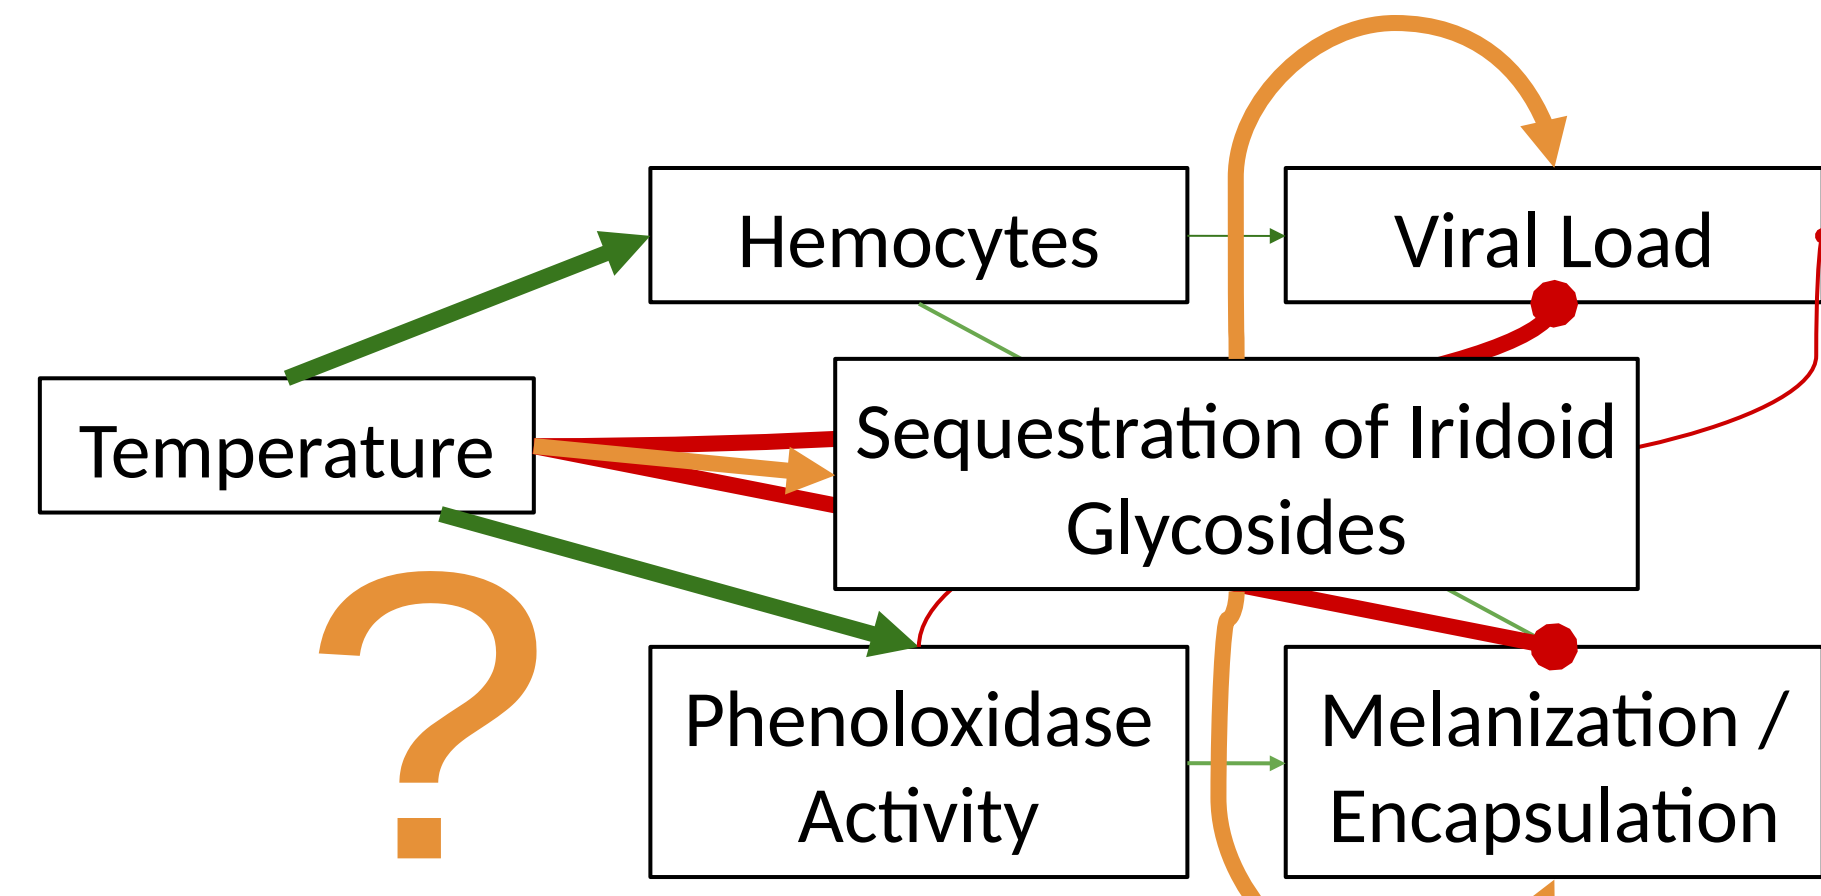 Hemocytes
Viral Load
Temperature
Sequestration of Iridoid
Glycosides
?
Phenoloxidase
Activity
Melanization /
Encapsulation